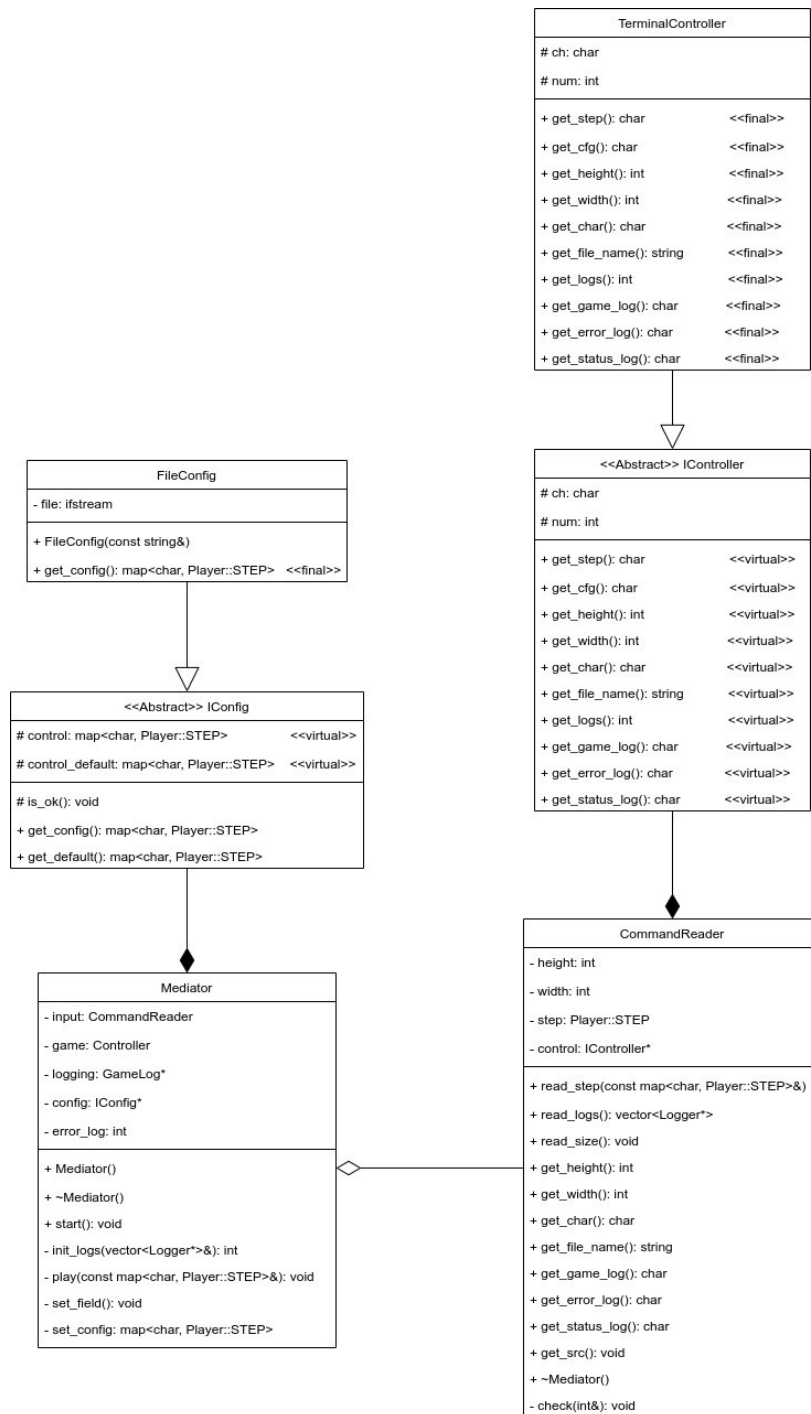 TerminalController
# ch: char
# num: int
+ get_step(): char <<final>>
+ get_cfg(): char <<final>>
+ get_height(): int <<final>>
+ get_width(): int <<final>>
+ get_char(): char <<final>>
+ get_file_name(): string <<final>>
+ get_logs(): int <<final>>
+ get_game_log(): char <<final>>
+ get_error_log(): char <<final>>
+ get_status_log(): char <<final>>
<<Abstract>> IController
# ch: char
# num: int
+ get_step(): char <<virtual>>
+ get_cfg(): char <<virtual>>
+ get_height(): int <<virtual>>
+ get_width(): int <<virtual>>
+ get_char(): char <<virtual>>
+ get_file_name(): string <<virtual>>
+ get_logs(): int <<virtual>>
+ get_game_log(): char <<virtual>>
+ get_error_log(): char <<virtual>>
+ get_status_log(): char <<virtual>>
FileConfig
- file: ifstream
+ FileConfig(const string&)
+ get_config(): map<char, Player::STEP> <<final>>
<<Abstract>> IConfig
# control: map<char, Player::STEP> <<virtual>>
# control_default: map<char, Player::STEP> <<virtual>>
# is_ok(): void
+ get_config(): map<char, Player::STEP>
+ get_default(): map<char, Player::STEP>
Mediator
- input: CommandReader
- game: Controller
- logging: GameLog*
- config: IConfig*
- error_log: int
+ Mediator()
+ ~Mediator()
+ start(): void
- init_logs(vector<Logger*>&): int
- play(const map<char, Player::STEP>&): void
- set_field(): void
- set_config: map<char, Player::STEP>
CommandReader
- height: int
- width: int
- step: Player::STEP
- control: IController*
+ read_step(const map<char, Player::STEP>&)
+ read_logs(): vector<Logger*>
+ read_size(): void
+ get_height(): int
+ get_width(): int
+ get_char(): char
+ get_file_name(): string
+ get_game_log(): char
+ get_error_log(): char
+ get_status_log(): char
+ get_src(): void
+ ~Mediator()
- check(int&): void